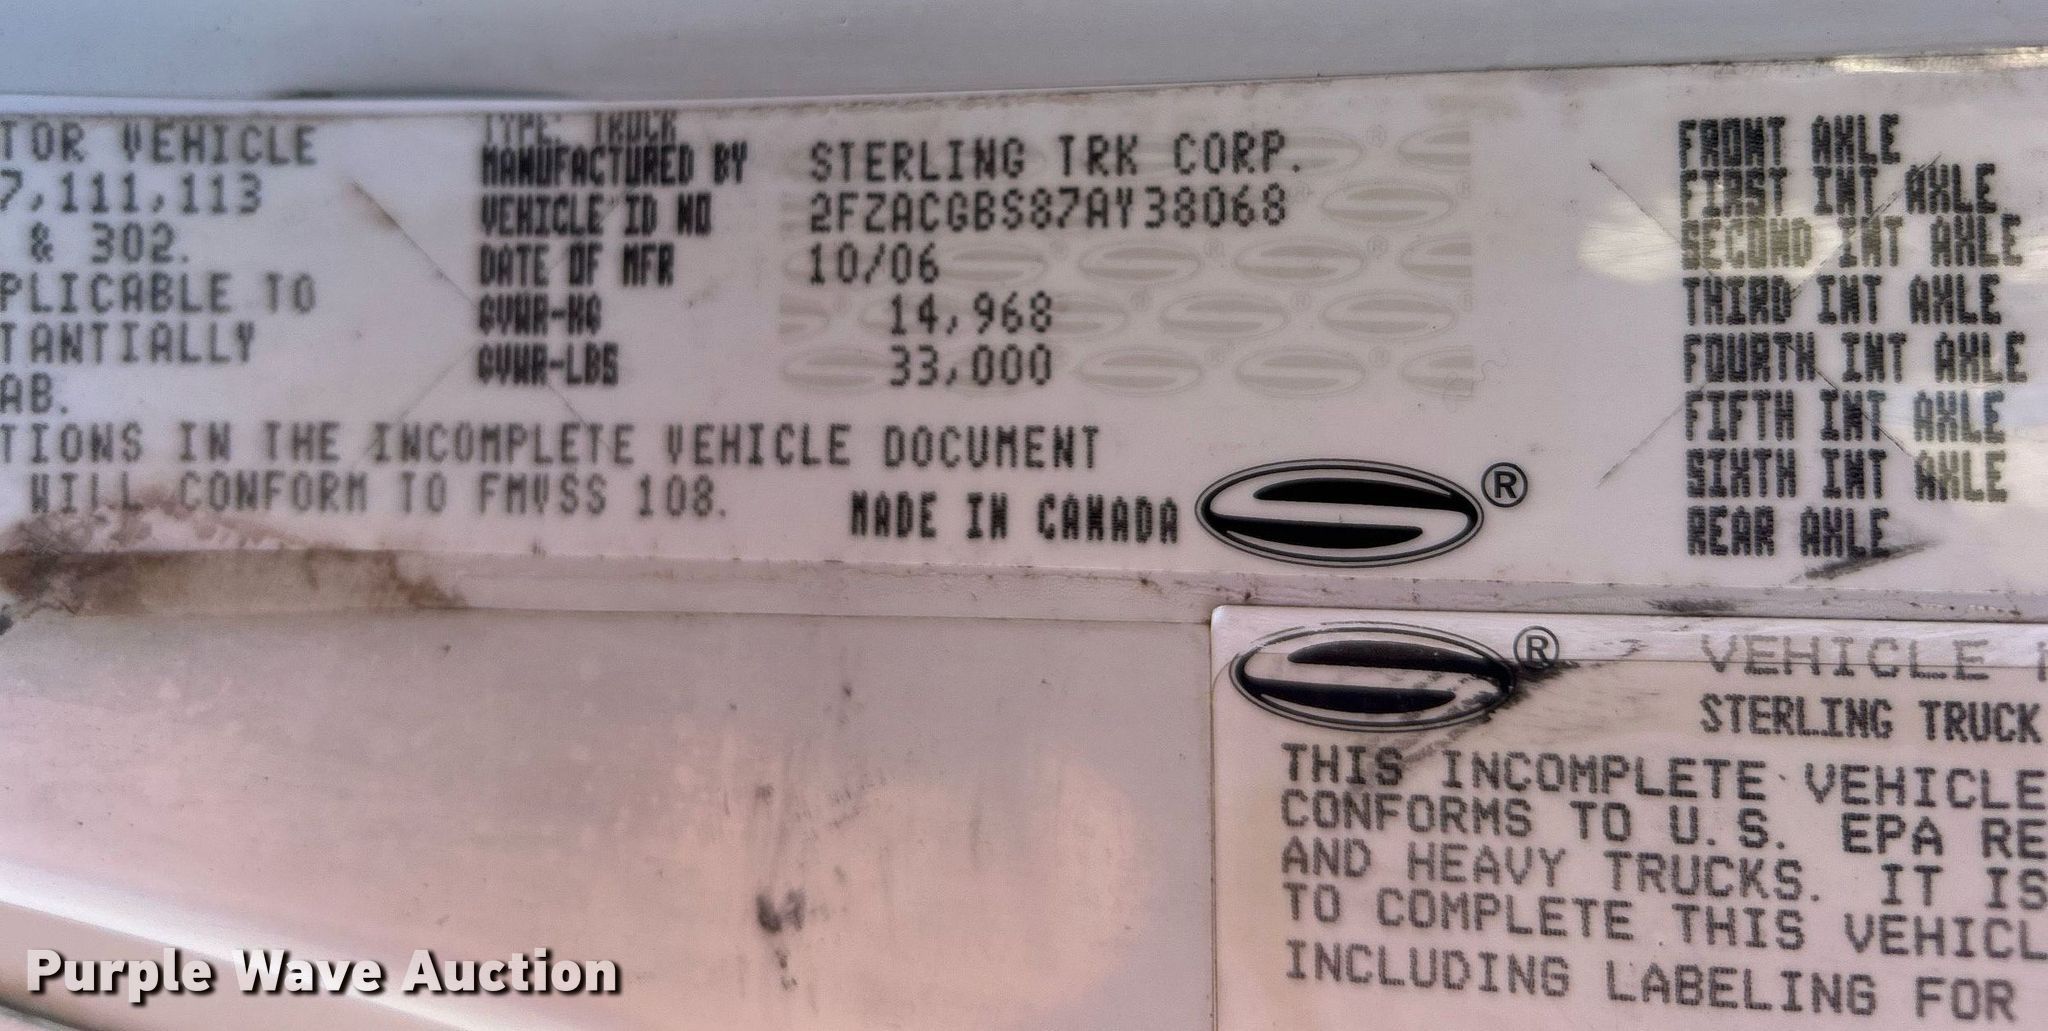 TOR VEHICLE
7,111,113
& 302.
PLICABLE TO
TANTIALLY
AB.
TYPE: TRUCK
MANUFACTURED BY STERLING TRK CORP.
VEHICLE ID NO 2FZACGBS87AY38068
DATE OF MFR 10/06
GVWR-KG 14,968
GVWR-LBS 33,000
TIONS IN THE INCOMPLETE VEHICLE DOCUMENT
WILL CONFORM TO FMVSS 108.
MADE IN CANADA
®
FRONT AXLE
FIRST INT AXLE
SECOND INT AXLE
THIRD INT AXLE
FOURTH INT AXLE
FIFTH INT AXLE
SIXTH INT AXLE
REAR AXLE
®
VEHICLE
STERLING TRUCK
THIS INCOMPLETE VEHICLE
CONFORMS TO U.S. EPA RE
AND HEAVY TRUCKS. IT IS
TO COMPLETE THIS VEHICL
INCLUDING LABELING FOR
Purple Wave Auction